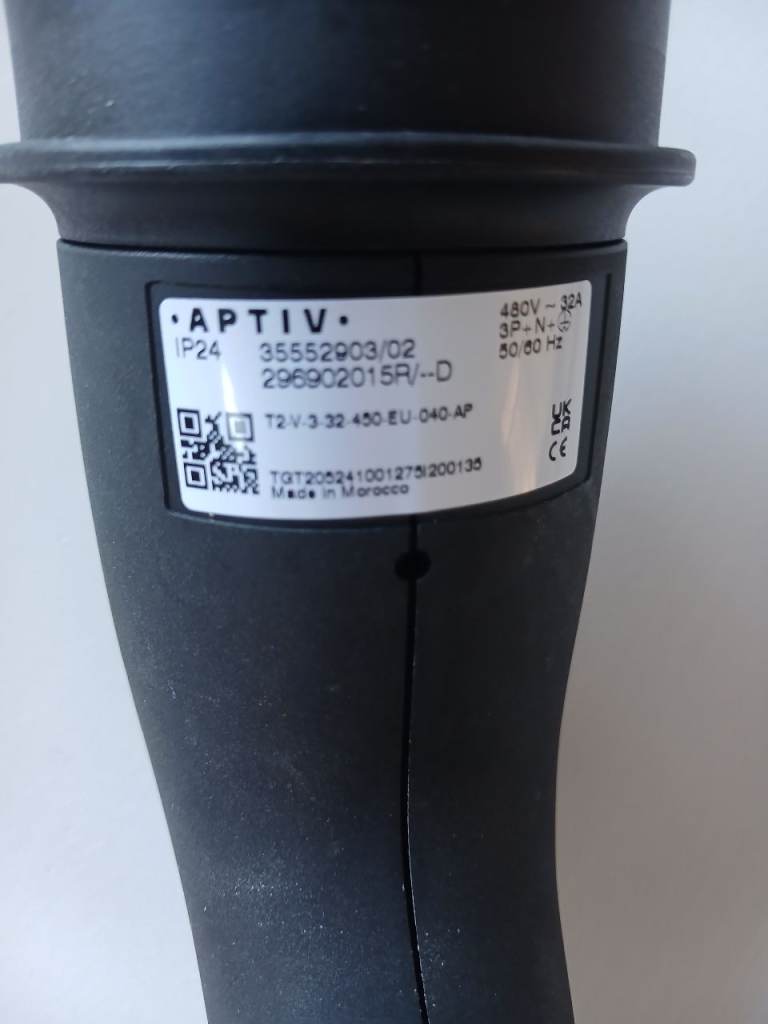 ·APTIV·
IP24 35552903/02
296902015R/--D
480V ~ 32A
3P+N+⏚
50/60 Hz
T2-V-3-32-450-EU-040-AP
UK
CA
CE
TGT205241001275I200135
Made in Morocco